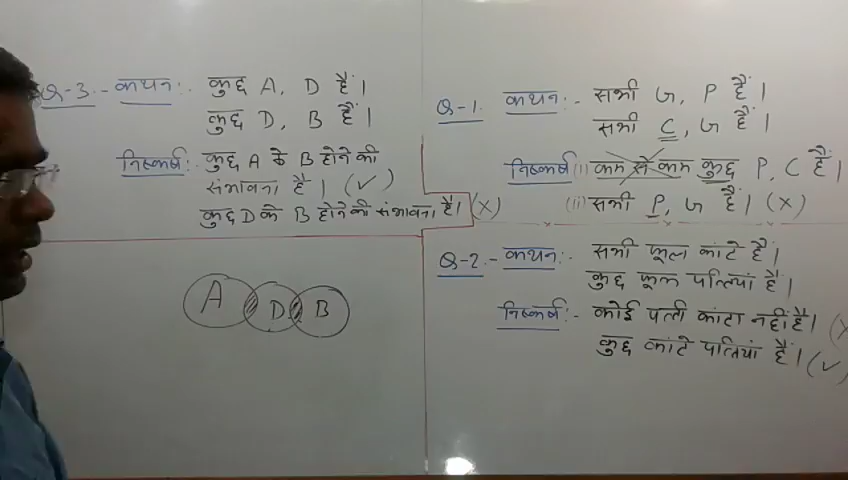 Q-3.- कथन:- कुछ A, D हैं।
कुछ D, B हैं।
निष्कर्ष:- कुछ A के B होने की
संभावना है। (✓)
कुछ D के B होने की संभावना है। (X)
A D B
Q-1. कथन:- सभी G, P हैं।
सभी C, G हैं।
निष्कर्ष (i) कम से कम कुछ P, C हैं।
(ii) सभी P, G हैं। (X)
Q-2.- कथन:- सभी फूल कांटे हैं।
कुछ फूल पत्तियां हैं।
निष्कर्ष:- कोई पत्ती कांटा नहीं है। (X
कुछ कांटे पत्तियां हैं। (✓)